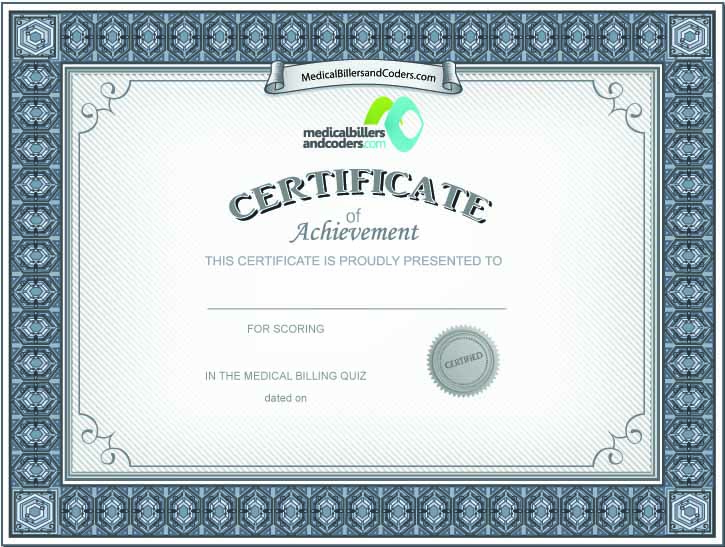 MedicalBillersandCoders.com
medicalbillers
andcoders.com
CERTIFICATE
of
Achievement
THIS CERTIFICATE IS PROUDLY PRESENTED TO
FOR SCORING
CERTIFIED
IN THE MEDICAL BILLING QUIZ
dated on